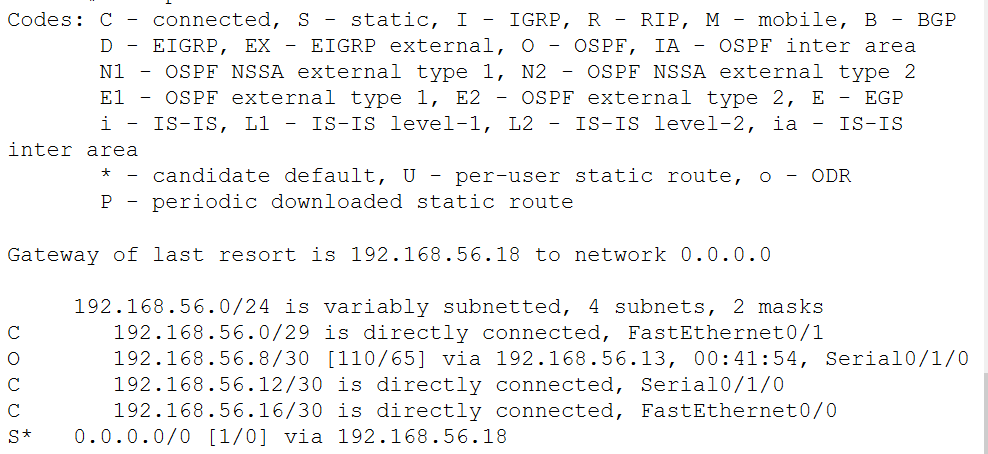 Codes: C - connected, S - static, I - IGRP, R - RIP, M - mobile, B - BGP
D - EIGRP, EX - EIGRP external, O - OSPF, IA - OSPF inter area
N1 - OSPF NSSA external type 1, N2 - OSPF NSSA external type 2
E1 - OSPF external type 1, E2 - OSPF external type 2, E - EGP
i - IS-IS, L1 - IS-IS level-1, L2 - IS-IS level-2, ia - IS-IS
inter area
* - candidate default, U - per-user static route, o - ODR
P - periodic downloaded static route
Gateway of last resort is 192.168.56.18 to network 0.0.0.0
192.168.56.0/24 is variably subnetted, 4 subnets, 2 masks
C 192.168.56.0/29 is directly connected, FastEthernet0/1
O 192.168.56.8/30 [110/65] via 192.168.56.13, 00:41:54, Serial0/1/0
C 192.168.56.12/30 is directly connected, Serial0/1/0
C 192.168.56.16/30 is directly connected, FastEthernet0/0
S* 0.0.0.0/0 [1/0] via 192.168.56.18